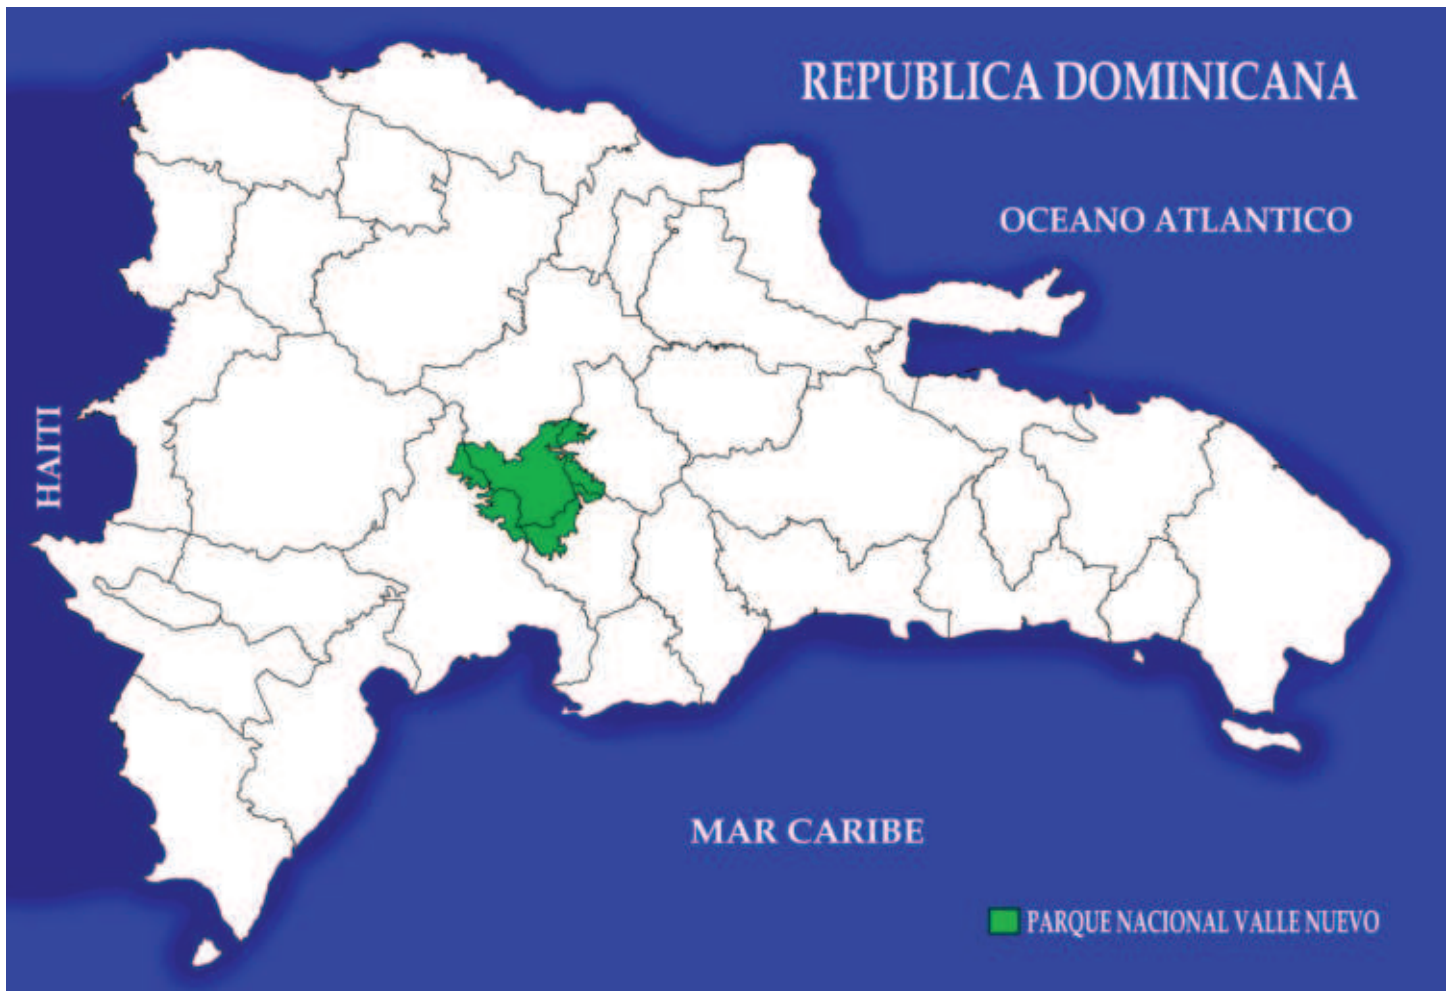 REPUBLICA DOMINICANA
OCEANO ATLANTICO
HAITI
MAR CARIBE
PARQUE NACIONAL VALLE NUEVO